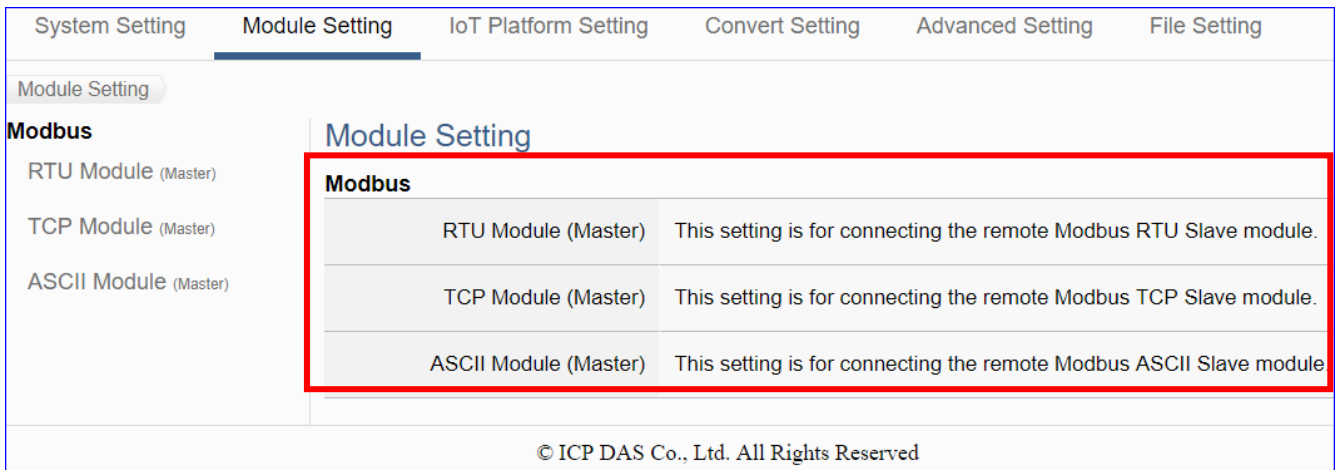 System Setting Module Setting IoT Platform Setting Convert Setting Advanced Setting File Setting
Module Setting
Modbus
RTU Module (Master)
TCP Module (Master)
ASCII Module (Master)
Module Setting
Modbus
RTU Module (Master) This setting is for connecting the remote Modbus RTU Slave module.
TCP Module (Master) This setting is for connecting the remote Modbus TCP Slave module.
ASCII Module (Master) This setting is for connecting the remote Modbus ASCII Slave module.
© ICP DAS Co., Ltd. All Rights Reserved